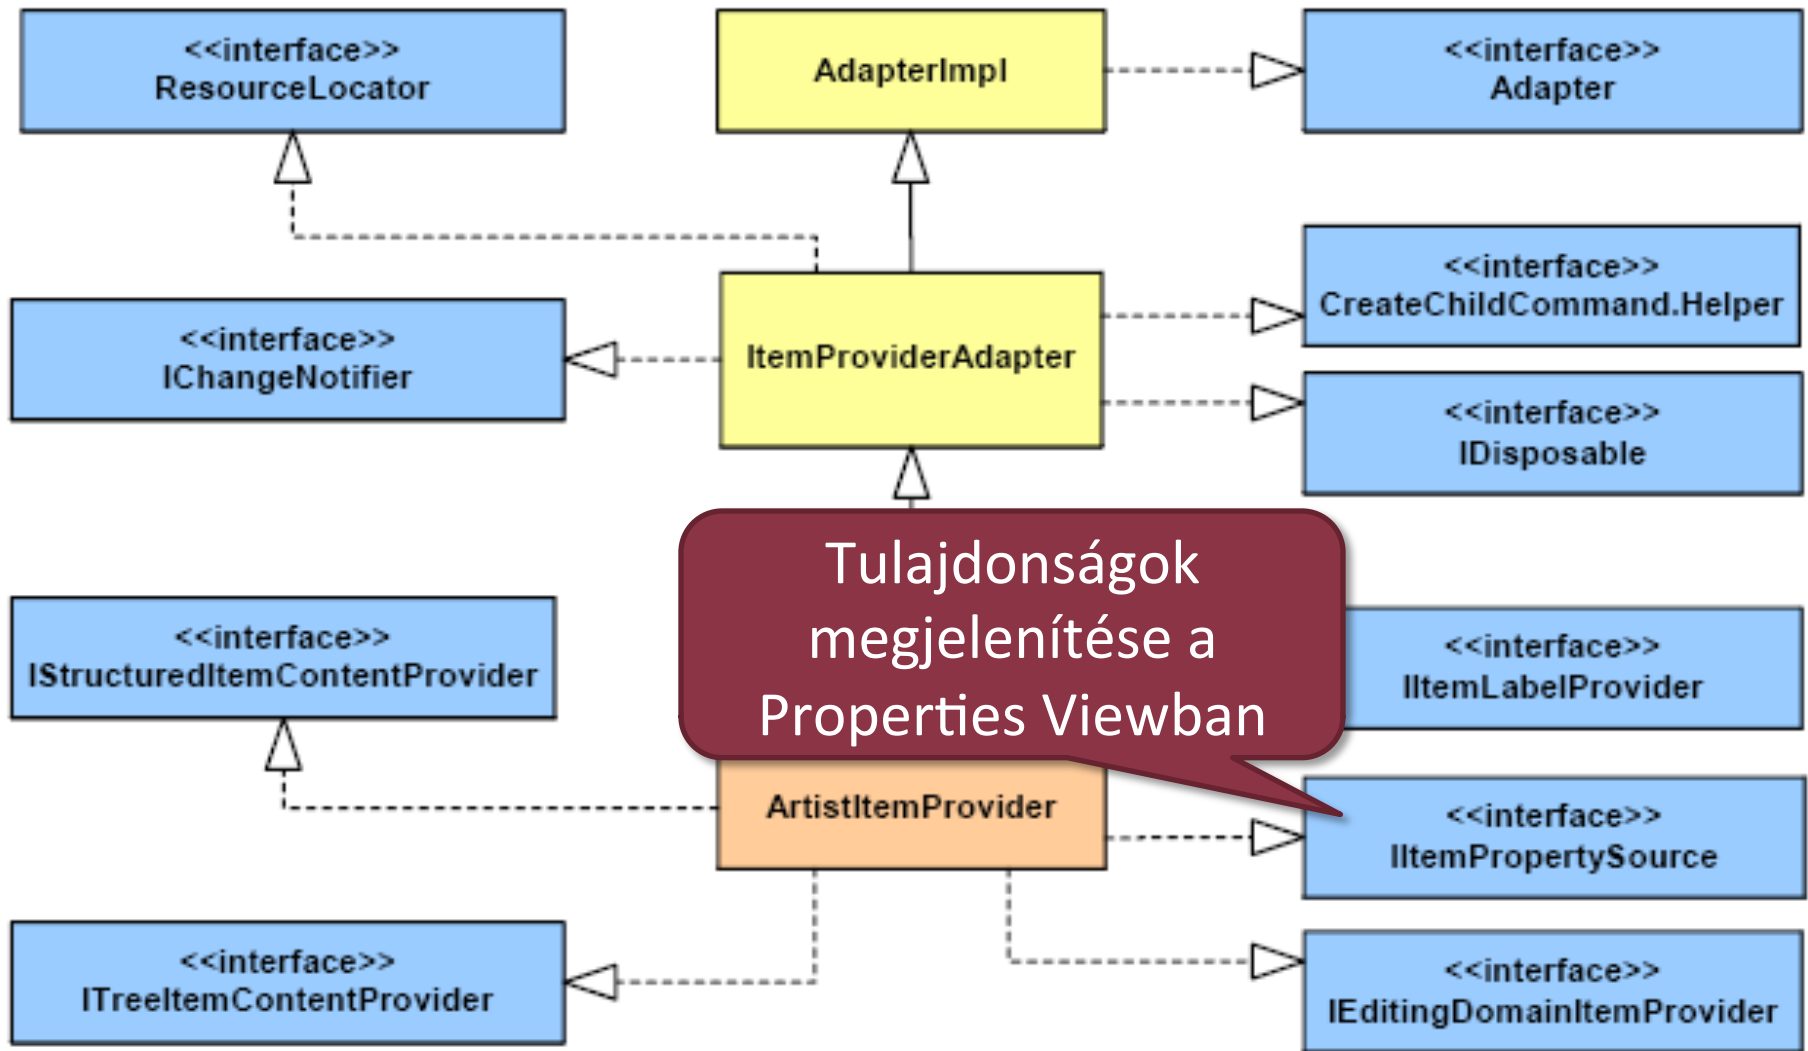 <<interface>>
ResourceLocator
AdapterImpl
<<interface>>
Adapter
<<interface>>
CreateChildCommand.Helper
<<interface>>
IChangeNotifier
ItemProviderAdapter
<<interface>>
IDisposable
Tulajdonságok
megjelenítése a
Properties Viewban
<<interface>>
IStructuredItemContentProvider
<<interface>>
IItemLabelProvider
ArtistItemProvider
<<interface>>
IItemPropertySource
<<interface>>
ITreeItemContentProvider
<<interface>>
IEditingDomainItemProvider